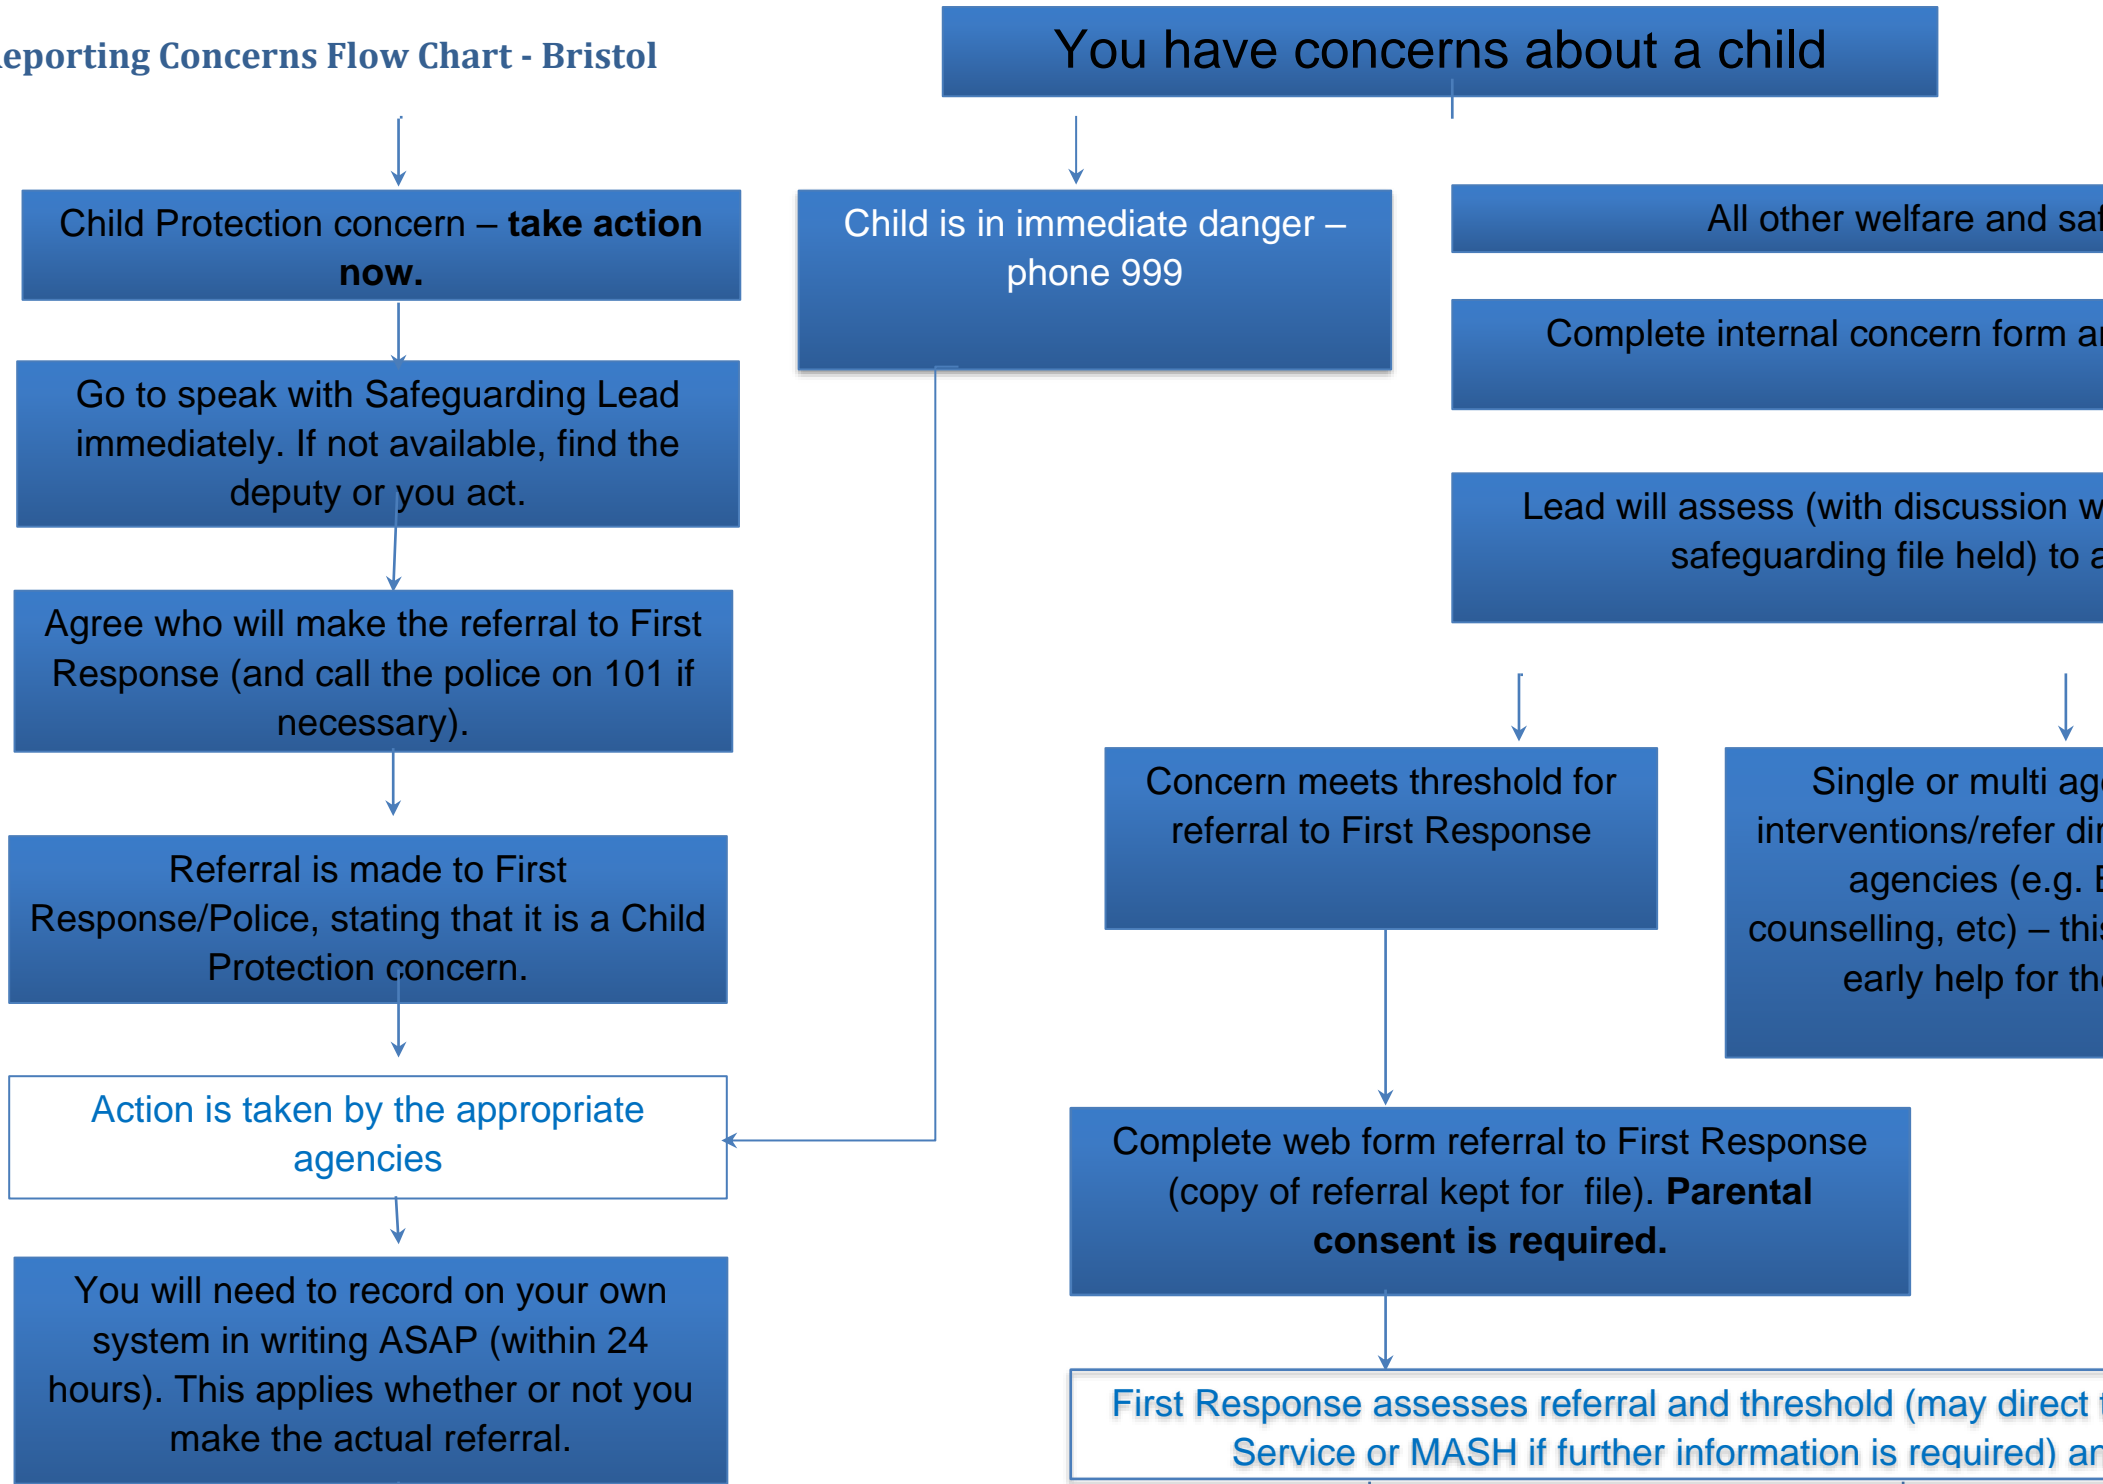 Reporting Concerns Flow Chart - Bristol
You have concerns about a child
Child Protection concern – take action
now.
Go to speak with Safeguarding Lead
immediately. If not available, find the
deputy or you act.
Agree who will make the referral to First
Response (and call the police on 101 if
necessary).
Referral is made to First
Response/Police, stating that it is a Child
Protection concern.
Action is taken by the appropriate
agencies
You will need to record on your own
system in writing ASAP (within 24
hours). This applies whether or not you
make the actual referral.
Child is in immediate danger –
phone 999
All other welfare and
Complete internal concern form
Lead will assess (with discussion
safeguarding file held) to
Concern meets threshold for
referral to First Response
Single or multi
interventions/refer
agencies (e.g.
counselling, etc) –
early help for
Complete web form referral to First Response
(copy of referral kept for file). Parental
consent is required.
First Response assesses referral and threshold (may direct
Service or MASH if further information is required)